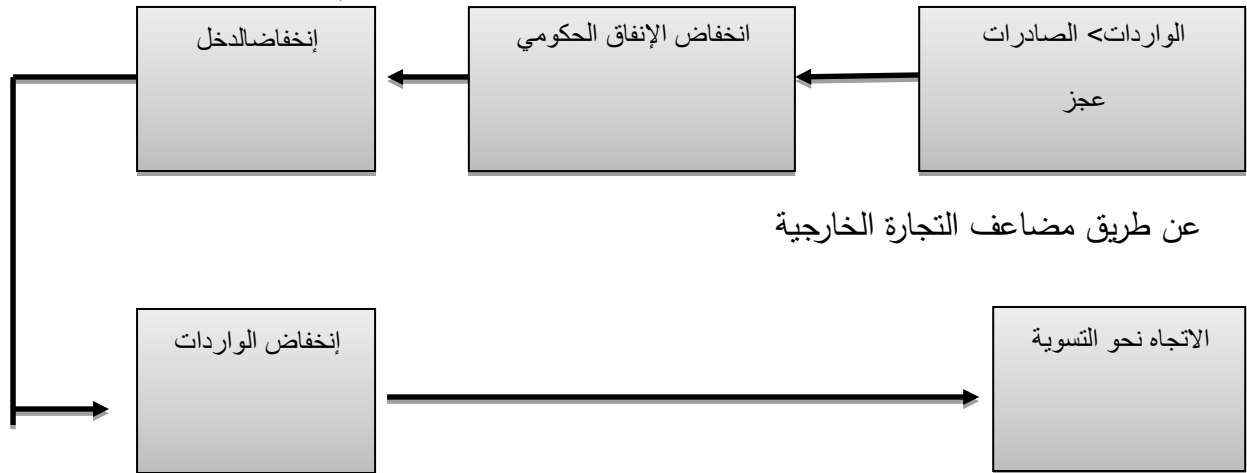 الواردات> الصادرات
عجز
انخفاض الإنفاق الحكومي
إنخفاضالدخل
عن طريق مضاعف التجارة الخارجية
إنخفاض الواردات
الاتجاه نحو التسوية